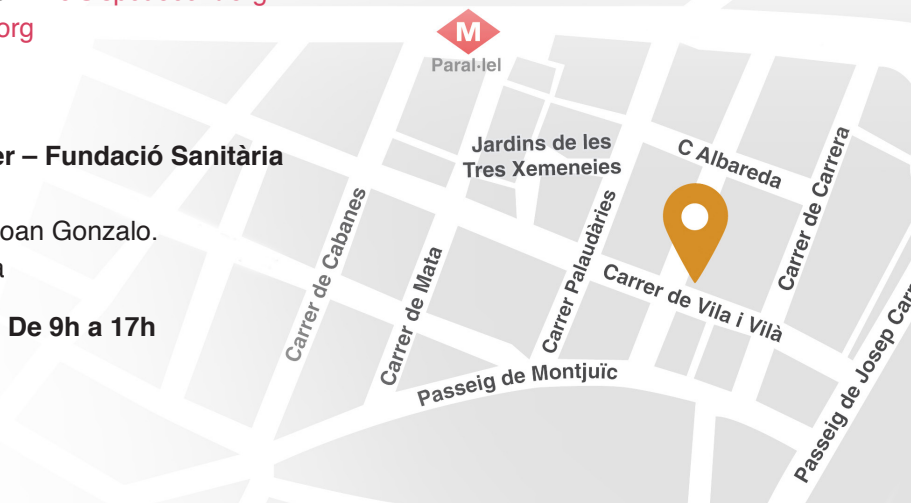 org
er – Fundació Sanitària
oan Gonzalo.
a
De 9h a 17h
M
Paral·lel
Jardins de les
Tres Xemeneies
C Albareda
Carrer de Carrera
Carrer Palaudàries
Carrer de Cabanes
Carrer de Mata
Carrer de Vila i Vilà
Passeig de Montjuïc
Passeig de Josep Carr